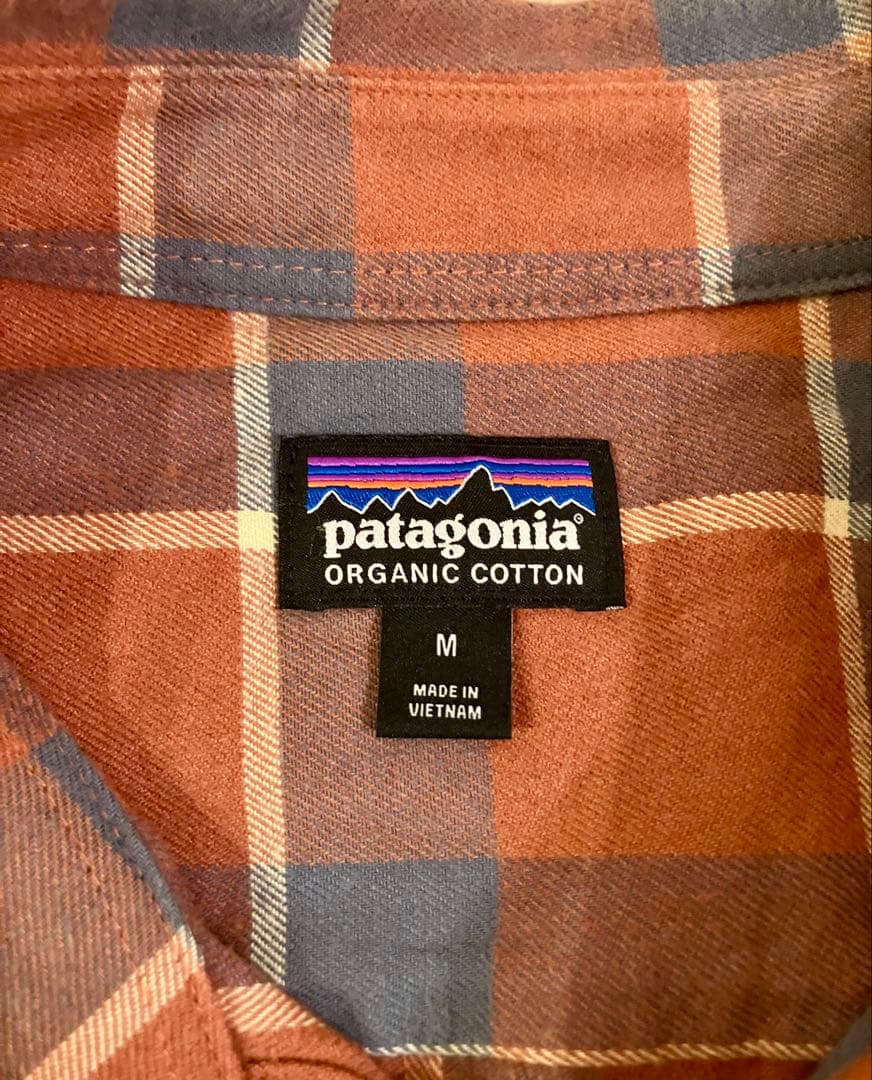 patagonia®
ORGANIC COTTON
M
MADE IN
VIETNAM